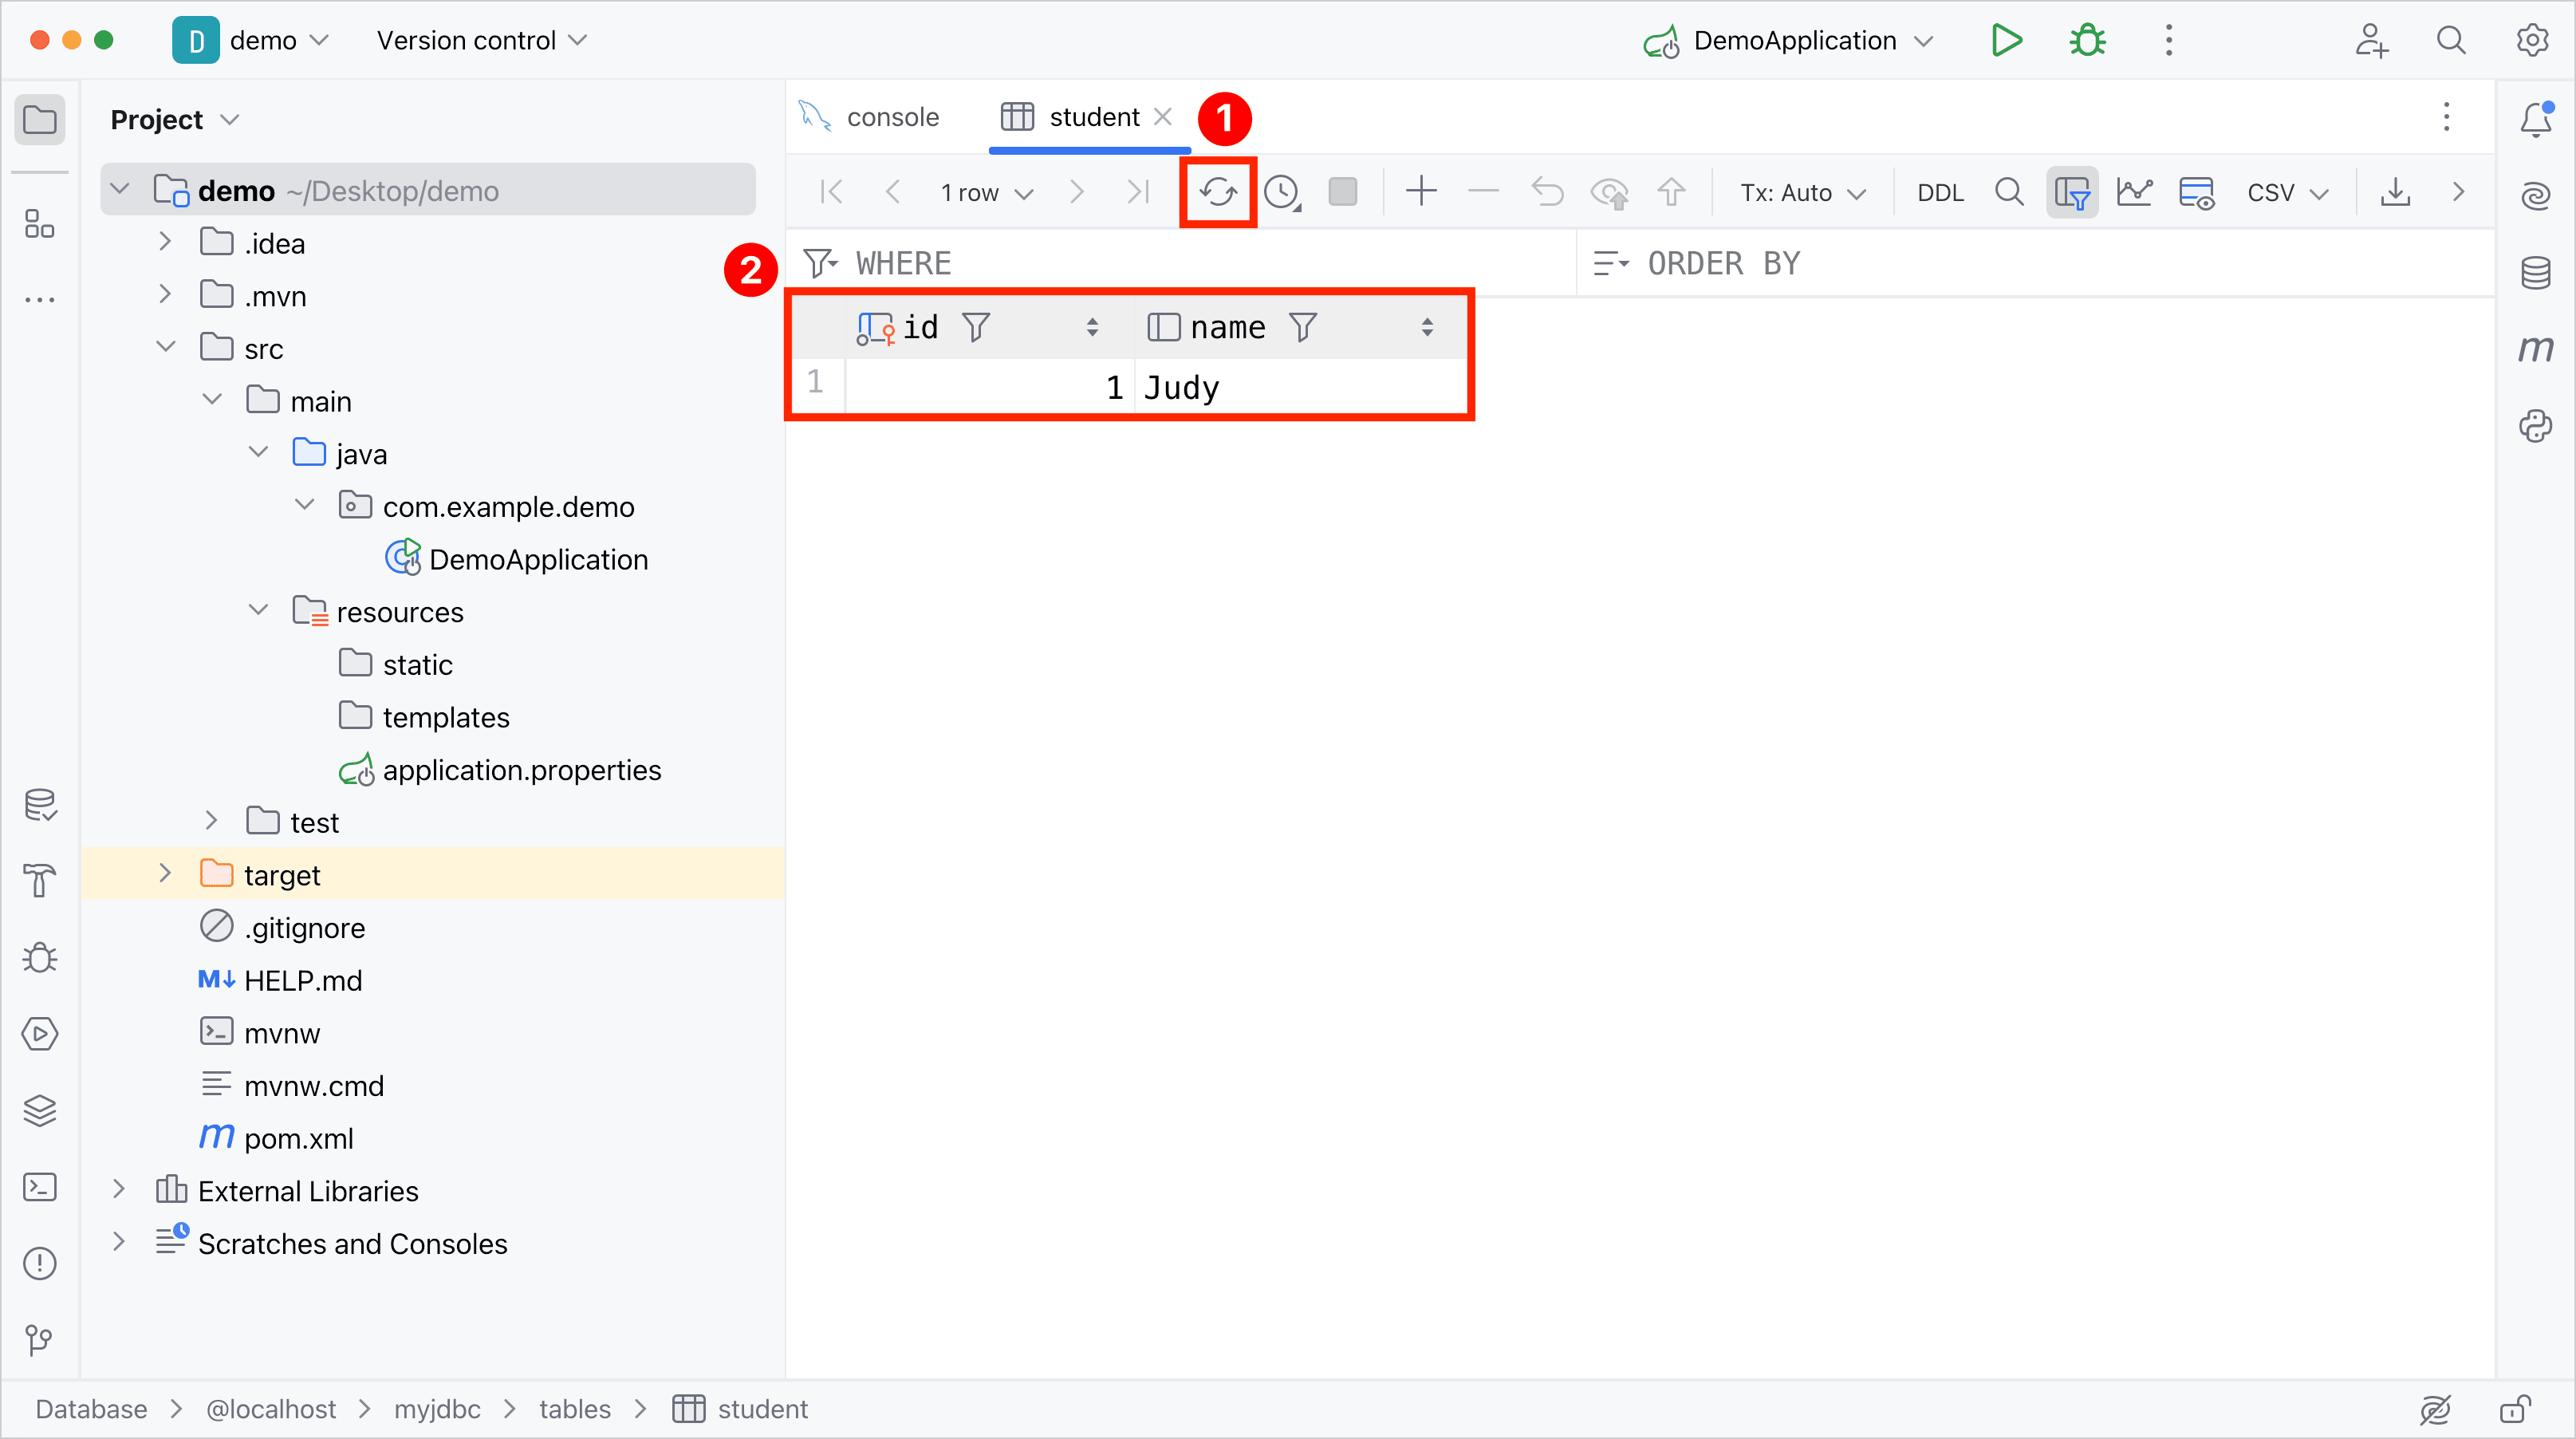 D demo Version control DemoApplication
Project
console student 1
1 row Tx: Auto DDL CSV
2 WHERE ORDER BY
id name
1 1 Judy
demo ~/Desktop/demo
.idea
.mvn
src
main
java
com.example.demo
DemoApplication
resources
static
templates
application.properties
test
target
.gitignore
M↓ HELP.md
mvnw
mvnw.cmd
m pom.xml
External Libraries
Scratches and Consoles
m
Database @localhost myjdbc tables student